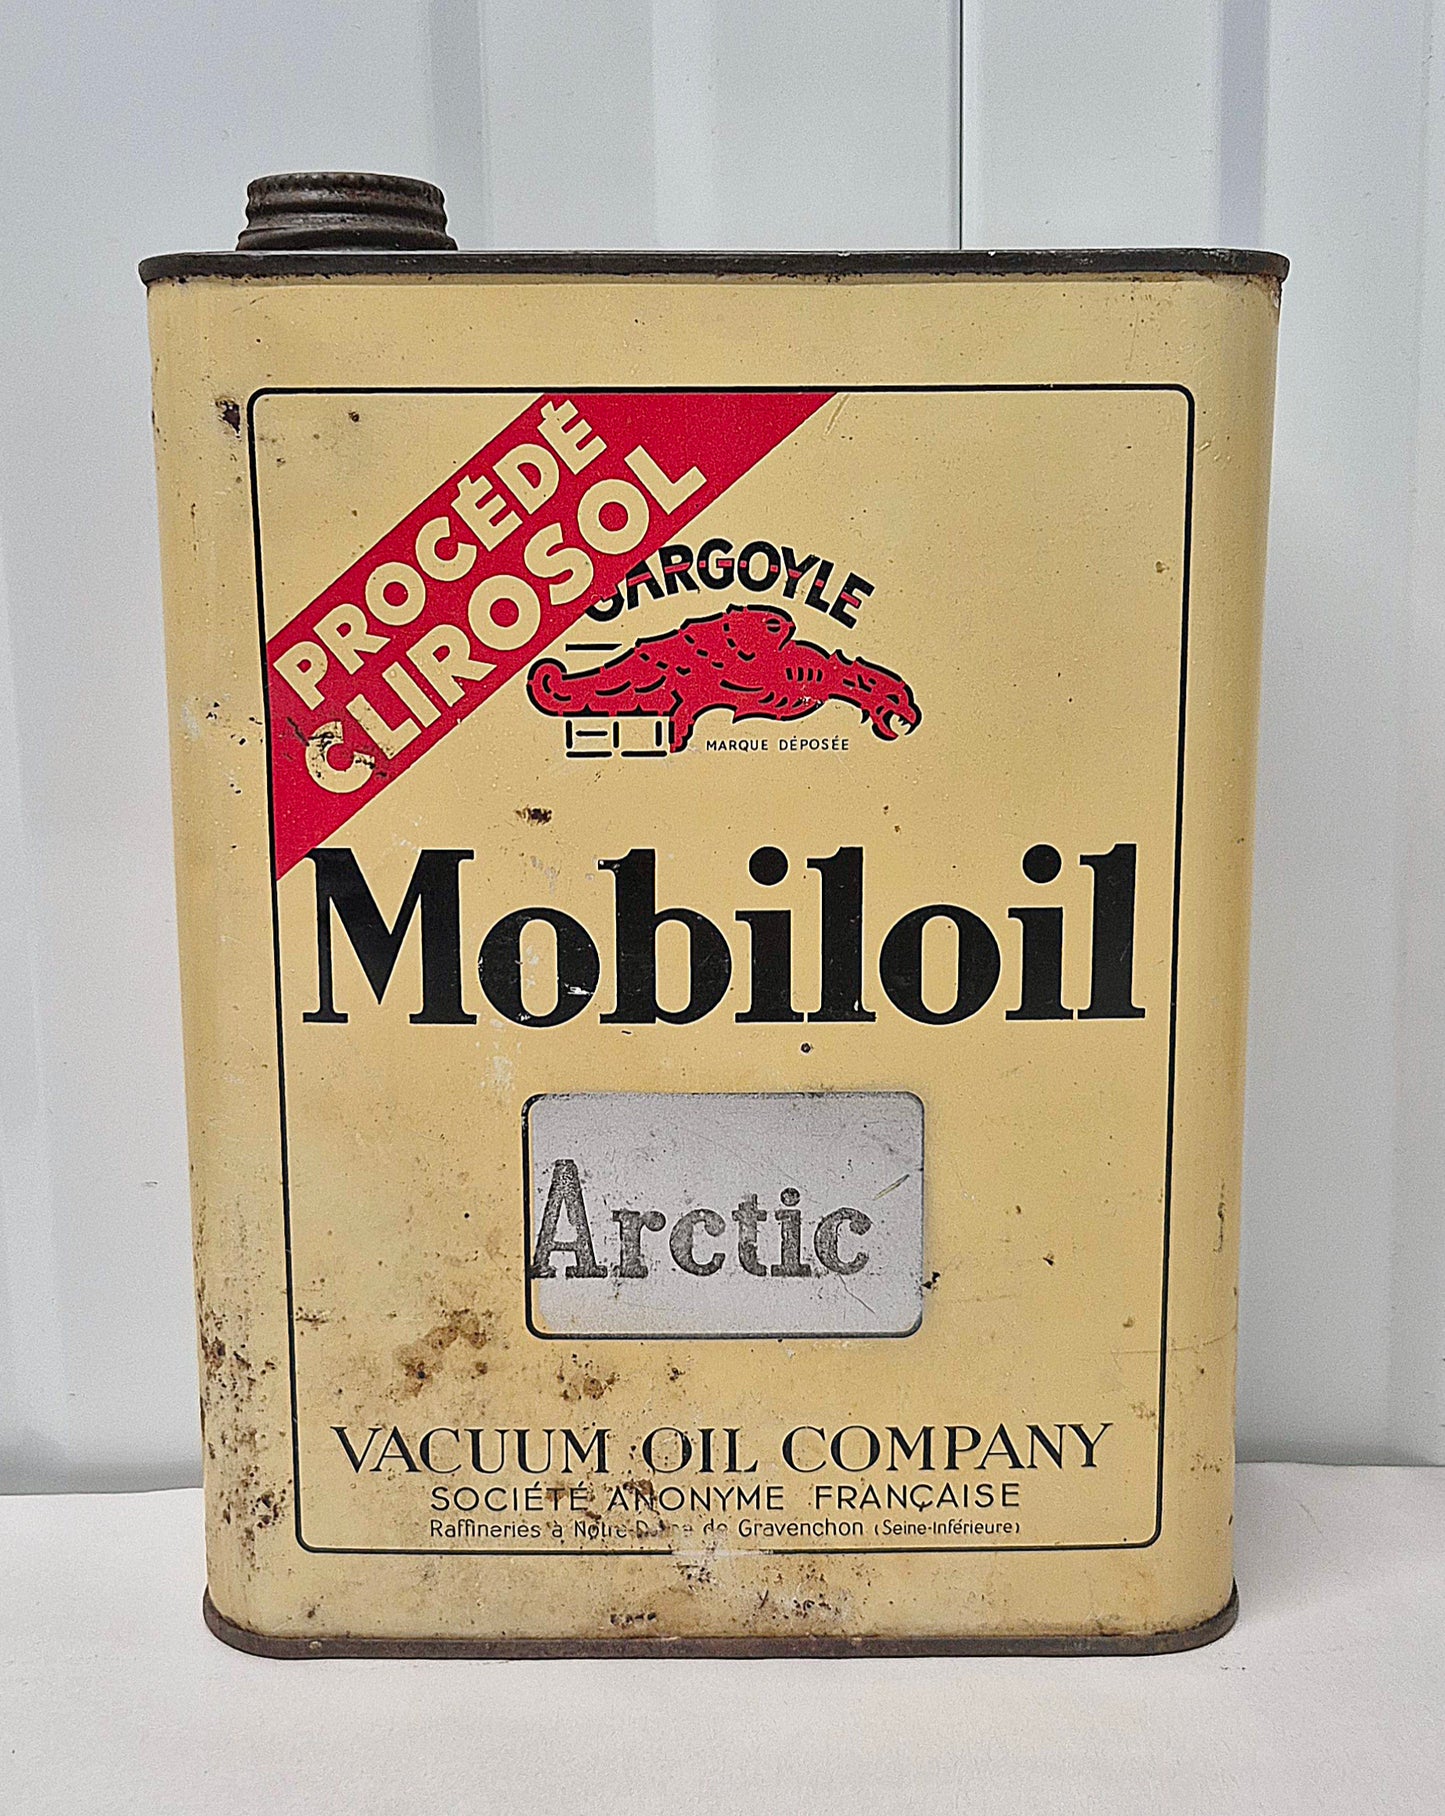 PROCÉDÉ
CLIROSOL
GARGOYLE
MARQUE DÉPOSÉE
Mobiloil
Arctic
VACUUM OIL COMPANY
SOCIÉTÉ ANONYME FRANÇAISE
Raffineries à Notre-Dame de Gravenchon (Seine-Inférieure)